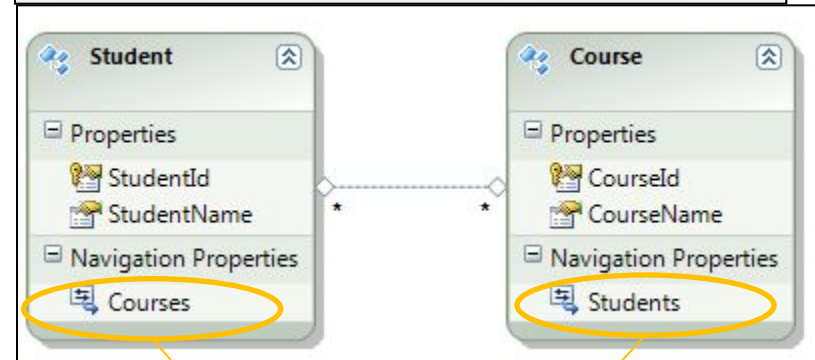 Student
Properties
StudentId
StudentName
Navigation Properties
Courses
* *
Course
Properties
CourseId
CourseName
Navigation Properties
Students